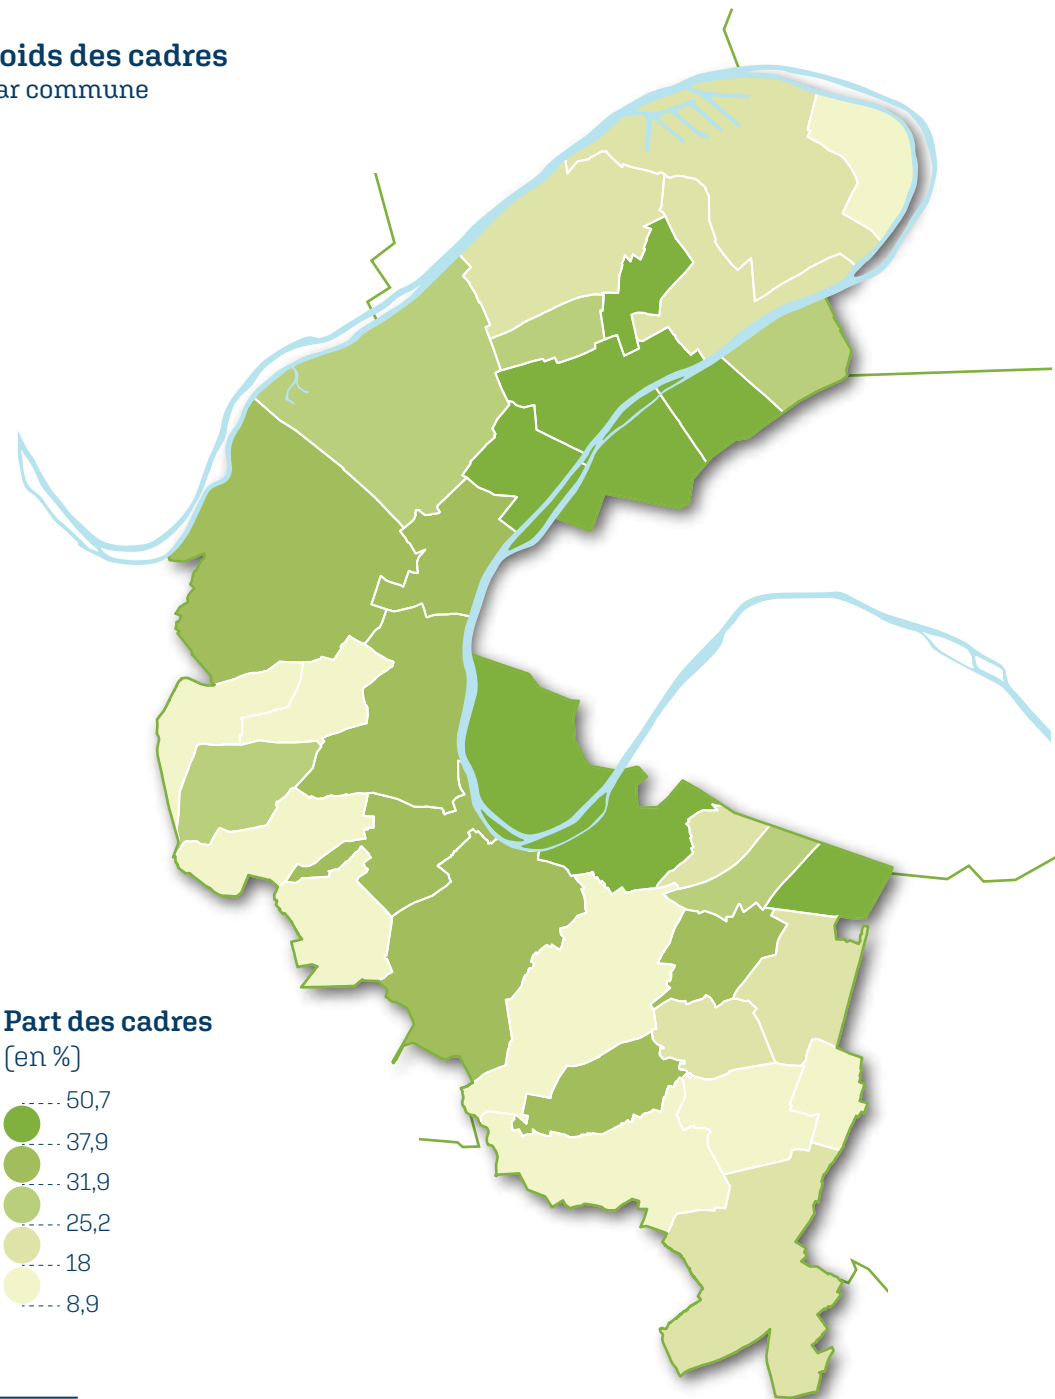 oids des cadres
ar commune
Part des cadres
(en %)
50,7
37,9
31,9
25,2
18
8,9